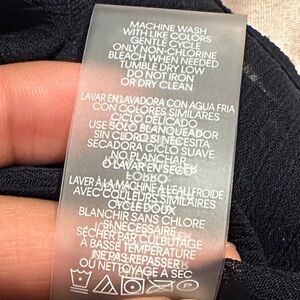 MACHINE WASH
WITH LIKE COLORS
GENTLE CYCLE
ONLY NON-CHLORINE
BLEACH WHEN NEEDED
TUMBLE DRY LOW
DO NOT IRON
OR DRY CLEAN
LAVAR EN LAVADORA CON AGUA FRIA
CON COLORES SIMILARES
CICLO DELICADO
USE SOLO BLANQUEADOR
SIN CLORO SI NECESITA
SECADORA CICLO SUAVE
NO PLANCHAR
O LAVAR EN SECO
LAVER À LA MACHINE À L'EAU FROIDE
AVEC COULEURS SIMILAIRES
CYCLE DOUX
BLANCHIR SANS CHLORE
SI NECESSAIRE
SÉCHER PAR CULBUTAGE
A BASSE TEMPÉRATURE
NE PAS REPASSER
OU NETTOYAGE A SEC